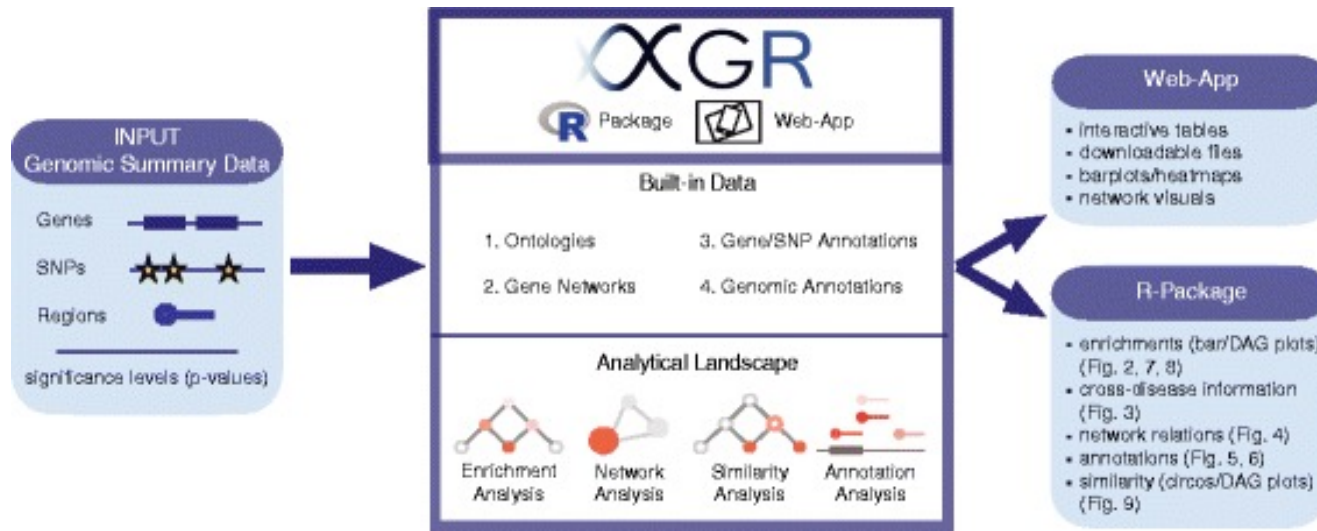 INPUT
Genomic Summary Data
Genes
SNPs
Regions
significance levels (p-values)
XGR
R Package
Web-App
Built-in Data
1. Ontologies
2. Gene Networks
3. Gene/SNP Annotations
4. Genomic Annotations
Analytical Landscape
Enrichment
Analysis
Network
Analysis
Similarity
Analysis
Annotation
Analysis
Web-App
- interactive tables
- downloadable files
- barplots/heatmaps
- network visuals
R-Package
- enrichments (bar/DAG plots)
(Fig. 2, 7, 8)
- cross-disease information
(Fig. 3)
- network relations (Fig. 4)
- annotations (Fig. 5, 6)
- similarity (circos/DAG plots)
(Fig. 9)